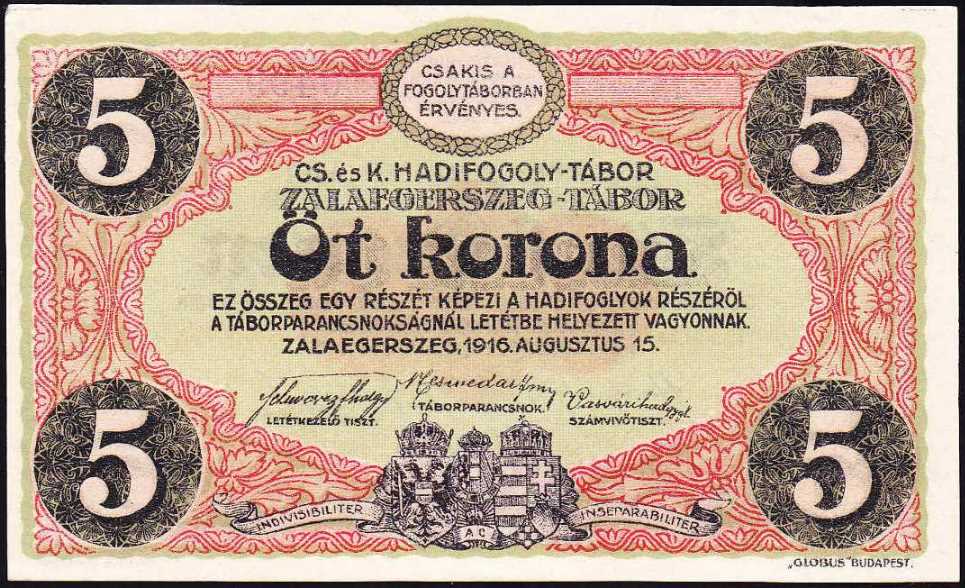 5
CSAKIS A
FOGOLYTÁBORBAN
ÉRVÉNYES.
5
CS. és K. HADIFOGOLY-TÁBOR
ZALAEGERSZEG-TÁBOR
Öt korona
EZ ÖSSZEG EGY RÉSZÉT KÉPEZI A HADIFOGLYOK RÉSZÉRŐL
A TÁBORPARANCSNOKSÁGNÁL LETÉTBE HELYEZETT VAGYONNAK.
ZALAEGERSZEG, 1916. AUGUSZTUS 15.
LETÉTKEZELŐ TISZT.
TÁBORPARANCSNOK.
SZÁMVIVŐTISZT.
5
INDIVISIBILITER
AC
INSEPARABILITER
5
„GLOBUS" BUDAPEST.